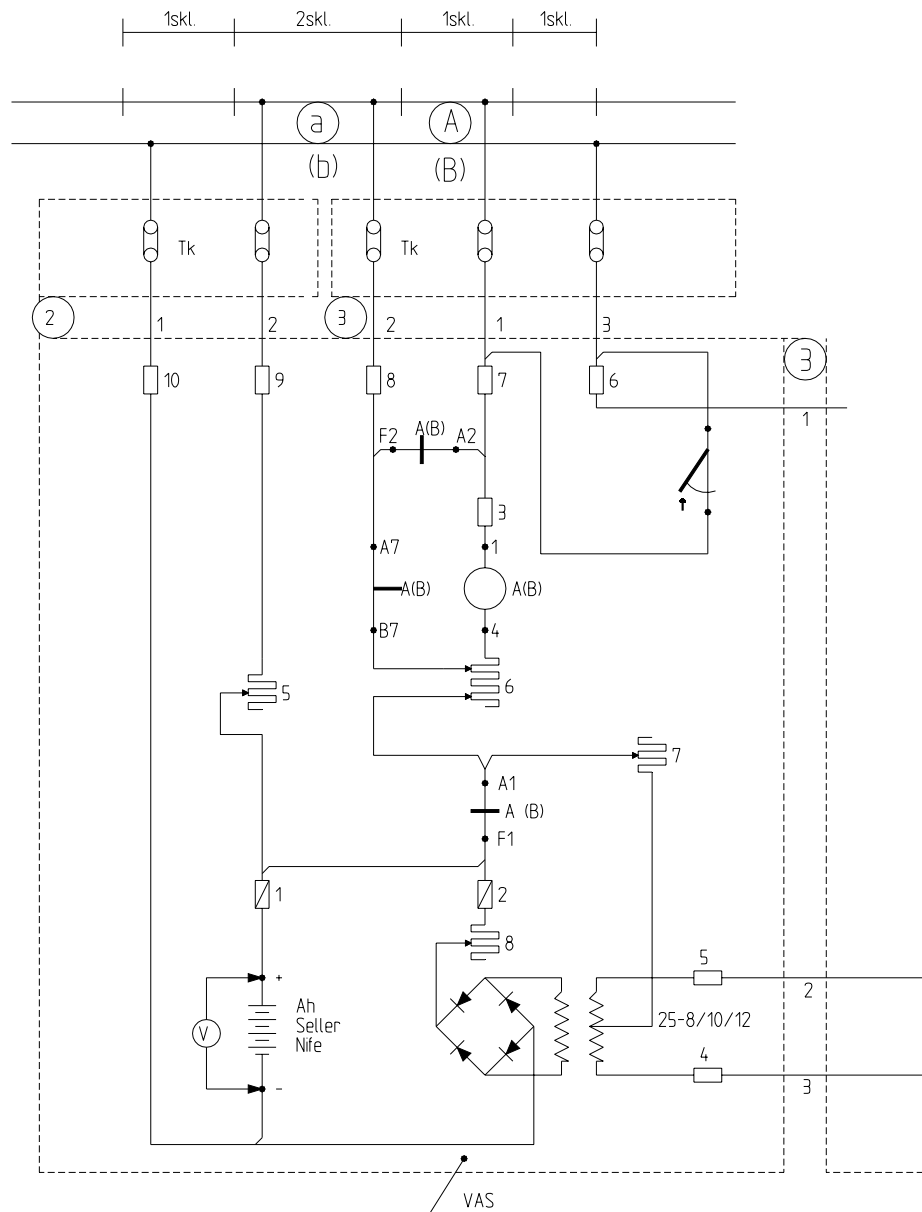 1skl. 2skl. 1skl. 1skl.
a A
(b) (B)
Tk Tk
2 3
1 2 2 1 3
3
10 9 8 7 6
1
A(B)
F2 A2
3
A7 1
A(B) A(B)
B7 4
5 6
7
A1
A (B)
F1
1 2
8
5
+
2
V
Ah
Seller
Nife
25-8/10/12
4
-
3
VAS